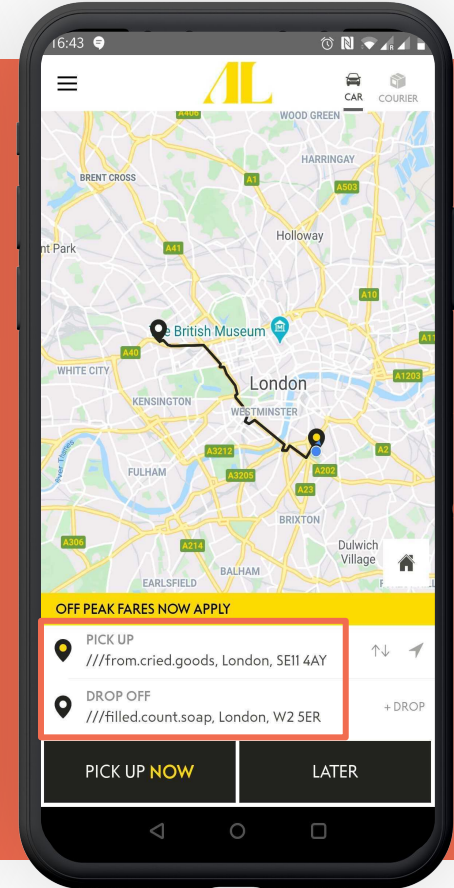 16:43
AL
CAR
COURIER
A406
WOOD GREEN
HARRINGAY
BRENT CROSS
A1
A503
Holloway
nt Park
A41
A10
e British Museum
A40
A11
WHITE CITY
London
A1203
KENSINGTON
WESTMINSTER
River Thames
A3212
A2
FULHAM
A3205
A202
A23
BRIXTON
A306
A214
Dulwich
Village
BALHAM
EARLSFIELD
OFF PEAK FARES NOW APPLY
PICK UP
///from.cried.goods, London, SE11 4AY
DROP OFF
///filled.count.soap, London, W2 5ER
+ DROP
PICK UP NOW
LATER